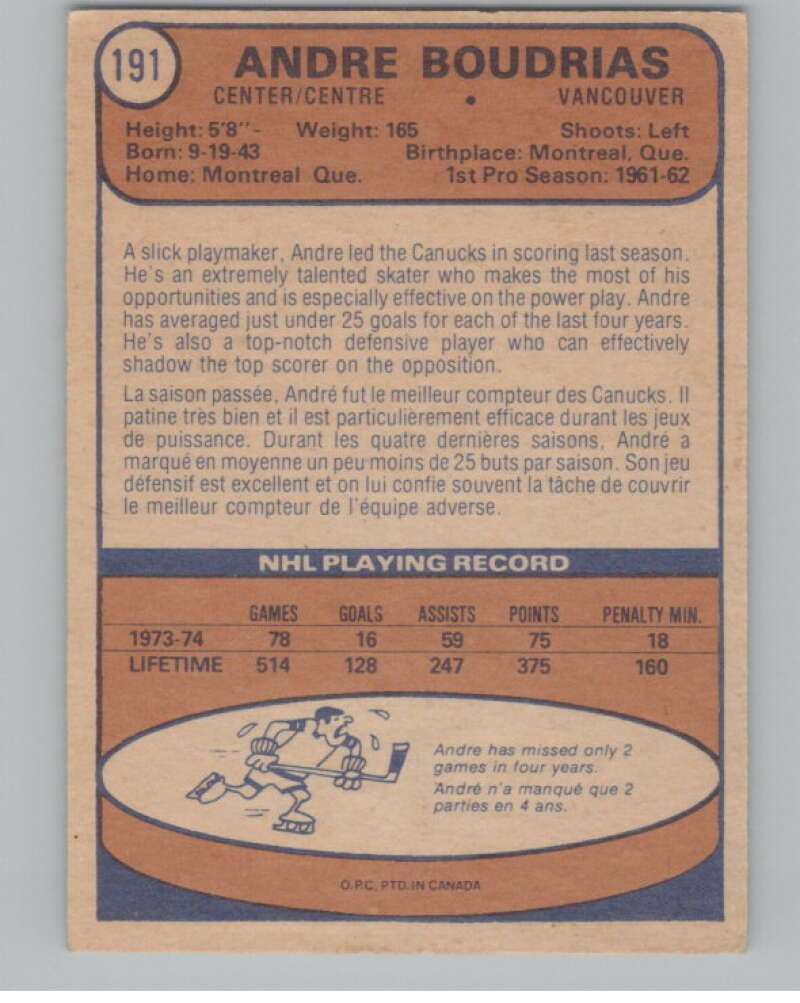 191 ANDRE BOUDRIAS
CENTER/CENTRE • VANCOUVER
Height: 5'8"- Weight: 165 Shoots: Left
Born: 9-19-43 Birthplace: Montreal, Que.
Home: Montreal Que. 1st Pro Season: 1961-62
A slick playmaker, Andre led the Canucks in scoring last season.
He's an extremely talented skater who makes the most of his
opportunities and is especially effective on the power play. Andre
has averaged just under 25 goals for each of the last four years.
He's also a top-notch defensive player who can effectively
shadow the top scorer on the opposition.
La saison passée, André fut le meilleur compteur des Canucks. Il
patine très bien et il est particulièrement efficace durant les jeux
de puissance. Durant les quatre dernières saisons, André a
marqué en moyenne un peu moins de 25 buts par saison. Son jeu
défensif est excellent et on lui confie souvent la tâche de couvrir
le meilleur compteur de l'équipe adverse.
NHL PLAYING RECORD
GAMES GOALS ASSISTS POINTS PENALTY MIN.
1973-74 78 16 59 75 18
LIFETIME 514 128 247 375 160
Andre has missed only 2
games in four years.
André n'a manqué que 2
parties en 4 ans.
O.P.C. PTD. IN CANADA